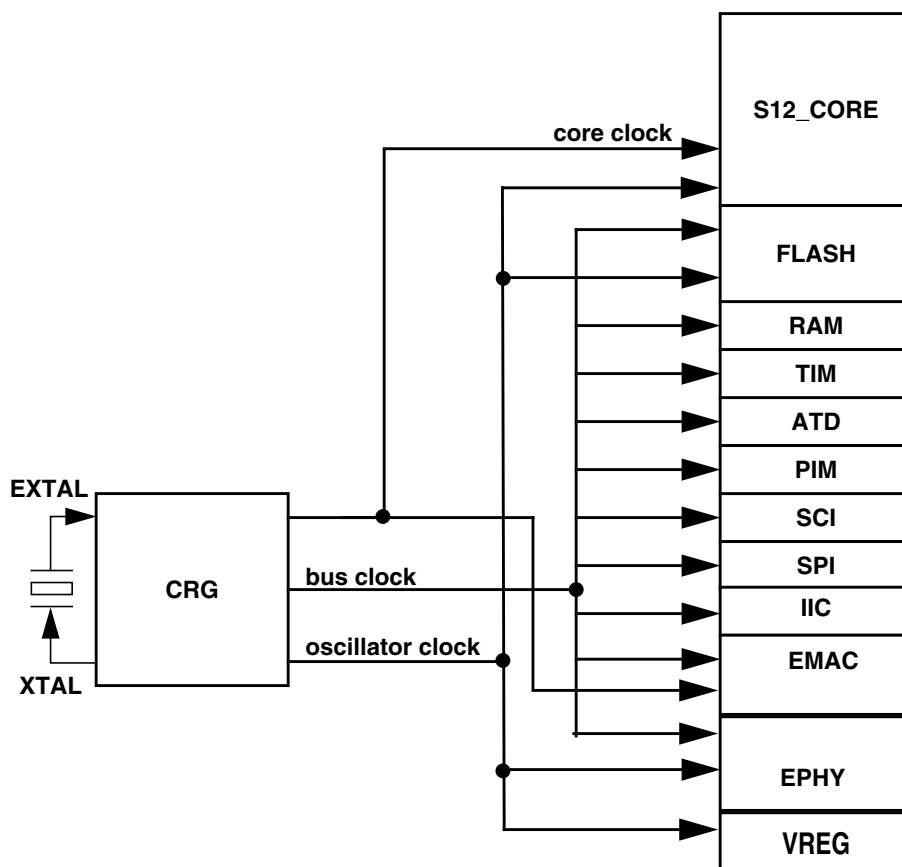 S12_CORE
core clock
FLASH
RAM
TIM
ATD
PIM
EXTAL
SCI
SPI
bus clock
CRG
IIC
oscillator clock
EMAC
XTAL
EPHY
VREG